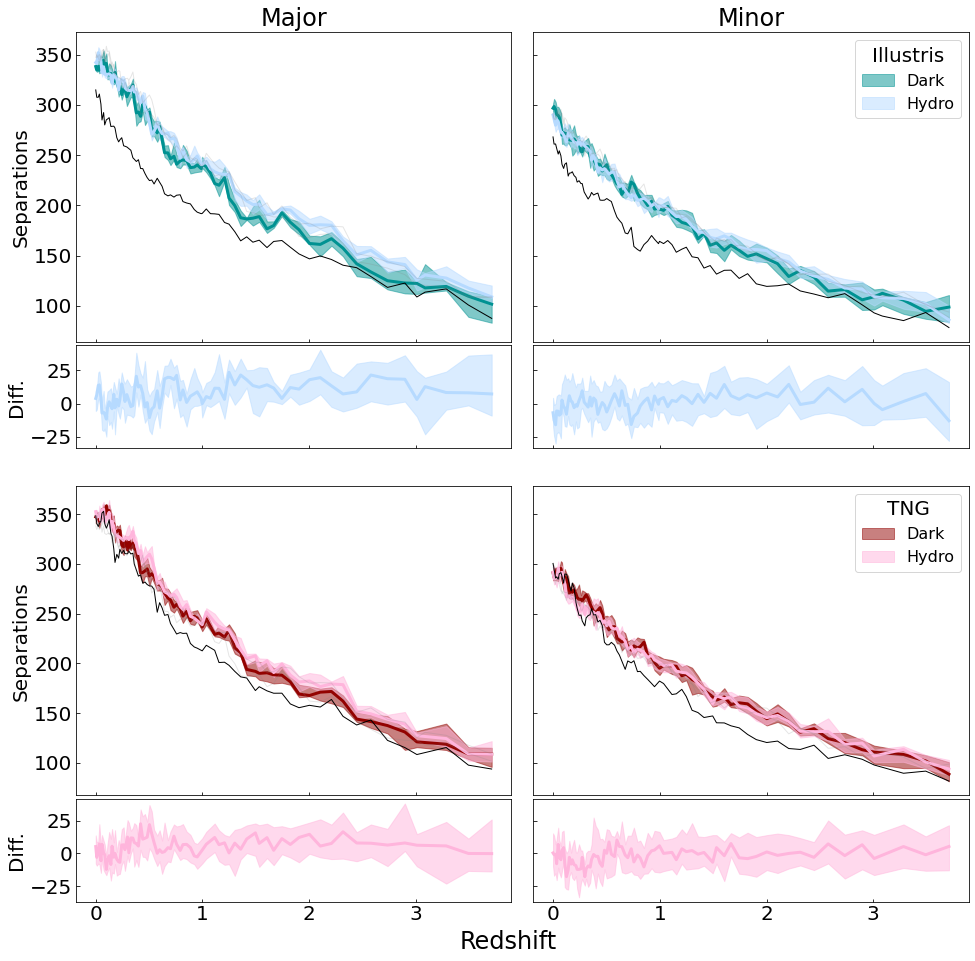 Major Minor
350
300
250
200
150
100
Separations
Illustris
Dark
Hydro
25
0
−25
Diff.
350
300
250
200
150
100
Separations
TNG
Dark
Hydro
25
0
−25
Diff.
0 1 2 3 0 1 2 3
Redshift